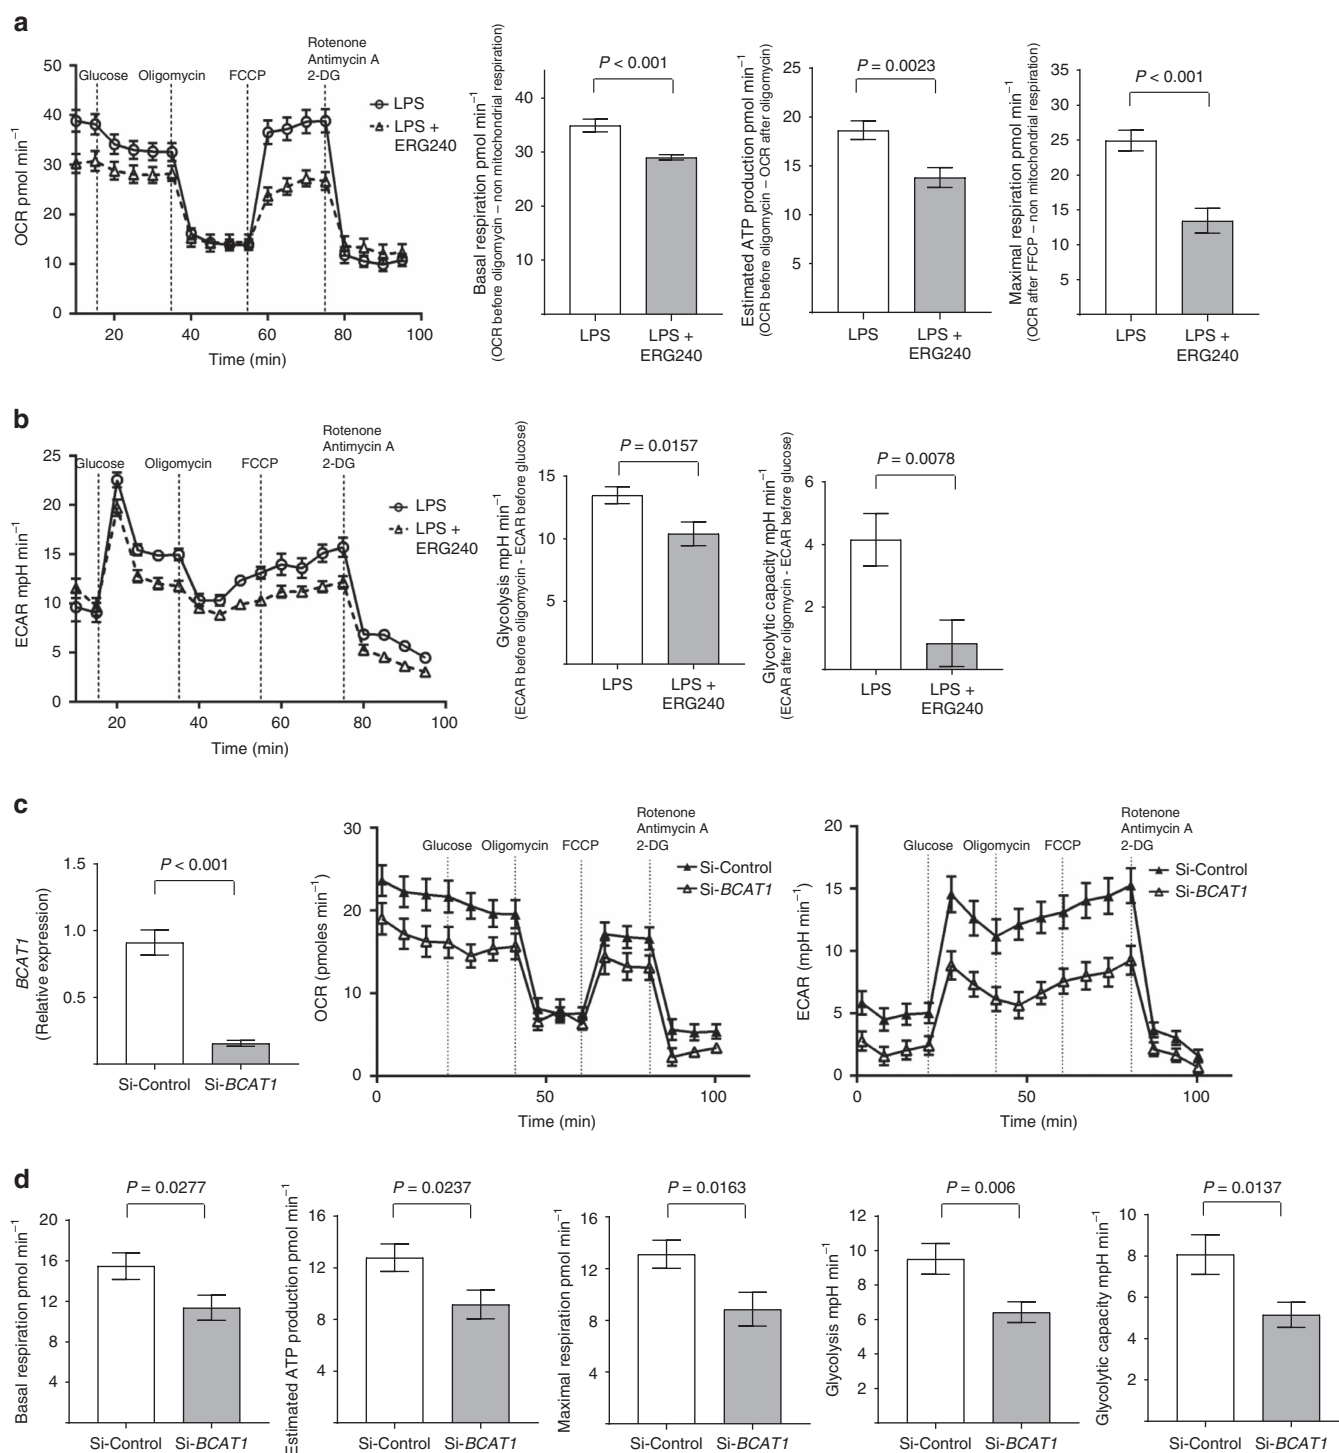 a
OCR pmol min⁻¹
50
40
30
20
10
0
Glucose
Oligomycin
FCCP
Rotenone
Antimycin A
2-DG
LPS
LPS +
ERG240
20
40
60
80
100
Time (min)
Basal respiration pmol min⁻¹
(OCR before oligomycin – non mitochondrial respiration)
40
30
20
10
P < 0.001
LPS
LPS +
ERG240
Estimated ATP production pmol min⁻¹
(OCR before oligomycin – OCR after oligomycin)
25
20
15
10
5
P = 0.0023
LPS
LPS +
ERG240
Maximal respiration pmol min⁻¹
(OCR after FFCP – non mitochondrial respiration)
35
30
25
20
15
10
5
P < 0.001
LPS
LPS +
ERG240
b
ECAR mpH min⁻¹
25
20
15
10
5
0
Glucose
Oligomycin
FCCP
Rotenone
Antimycin A
2-DG
LPS
LPS +
ERG240
20
40
60
80
100
Time (min)
Glycolysis mpH min⁻¹
(ECAR before oligomycin - ECAR before glucose)
15
10
5
P = 0.0157
LPS
LPS +
ERG240
Glycolytic capacity mpH min⁻¹
(ECAR after oligomycin - ECAR before glucose)
6
4
2
P = 0.0078
LPS
LPS +
ERG240
c
BCAT1
(Relative expression)
1.5
1.0
0.5
P < 0.001
Si-Control
Si-BCAT1
OCR (pmoles min⁻¹)
30
20
10
0
Glucose
Oligomycin
FCCP
Rotenone
Antimycin A
2-DG
Si-Control
Si-BCAT1
0
50
100
Time (min)
ECAR (mpH min⁻¹)
20
15
10
5
0
Glucose
Oligomycin
FCCP
Rotenone
Antimycin A
2-DG
Si-Control
Si-BCAT1
0
50
100
Time (min)
d
Basal respiration pmol min⁻¹
20
16
12
8
4
P = 0.0277
Si-Control
Si-BCAT1
Estimated ATP production pmol min⁻¹
16
12
8
4
P = 0.0237
Si-Control
Si-BCAT1
Maximal respiration pmol min⁻¹
16
12
8
4
P = 0.0163
Si-Control
Si-BCAT1
Glycolysis mpH min⁻¹
12
10
8
6
4
2
P = 0.006
Si-Control
Si-BCAT1
Glycolytic capacity mpH min⁻¹
10
8
6
4
2
P = 0.0137
Si-Control
Si-BCAT1